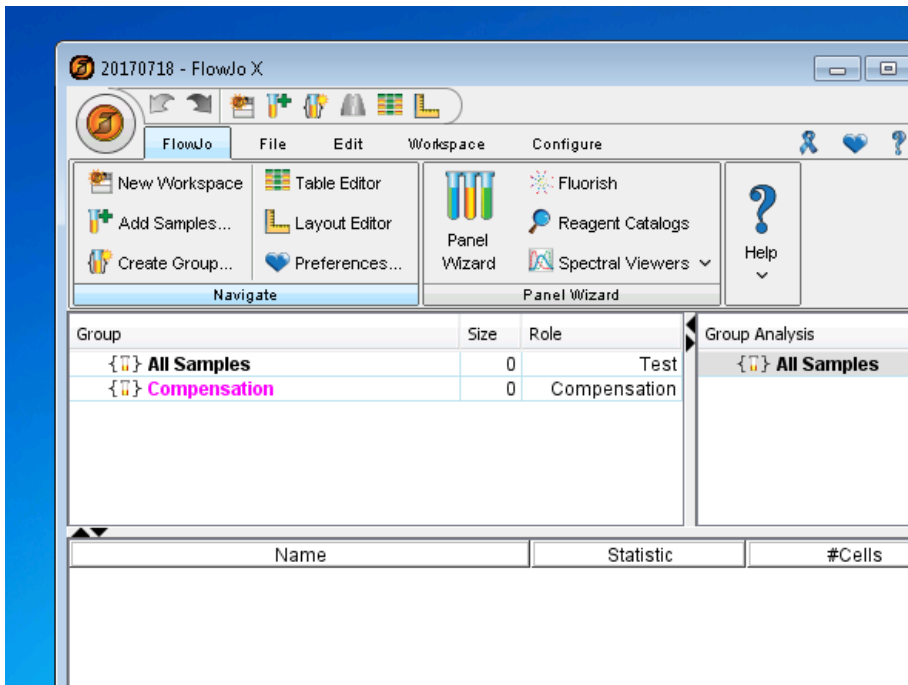 20170718 - FlowJo X
FlowJo File Edit Workspace Configure
New Workspace Table Editor Fluorish
Add Samples... Layout Editor Panel Wizard Reagent Catalogs Help
Create Group... Preferences... Spectral Viewers
Navigate Panel Wizard
Group Size Role Group Analysis
{ } All Samples 0 Test { } All Samples
{ } Compensation 0 Compensation
Name Statistic #Cells